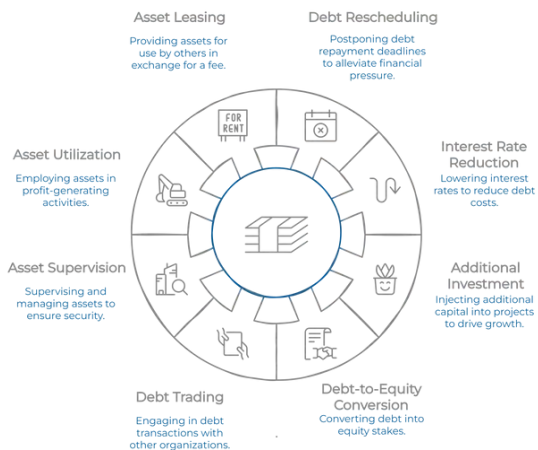 Asset Leasing
Providing assets for
use by others in
exchange for a fee.
Debt Rescheduling
Postponing debt
repayment deadlines
to alleviate financial
pressure.
FOR
RENT
Asset Utilization
Employing assets in
profit-generating
activities.
Interest Rate
Reduction
Lowering interest
rates to reduce debt
costs.
Asset Supervision
Supervising and
managing assets to
ensure security.
Additional
Investment
Injecting additional
capital into projects
to drive growth.
Debt Trading
Engaging in debt
transactions with
other organizations.
Debt-to-Equity
Conversion
Converting debt into
equity stakes.